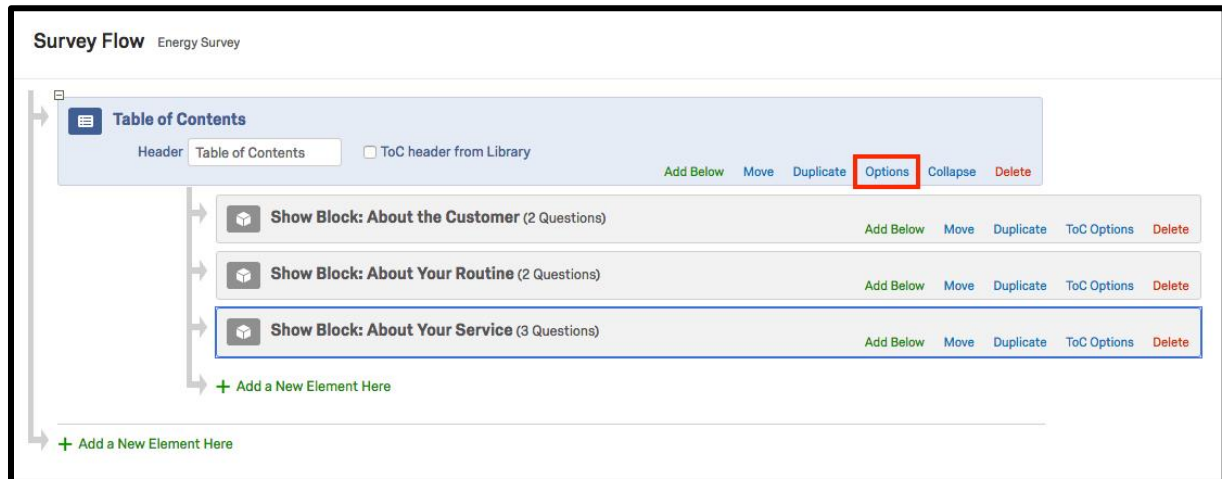 Survey Flow Energy Survey
Table of Contents
Header Table of Contents ToC header from Library
Add Below Move Duplicate Options Collapse Delete
Show Block: About the Customer (2 Questions)
Add Below Move Duplicate ToC Options Delete
Show Block: About Your Routine (2 Questions)
Add Below Move Duplicate ToC Options Delete
Show Block: About Your Service (3 Questions)
Add Below Move Duplicate ToC Options Delete
+ Add a New Element Here
+ Add a New Element Here